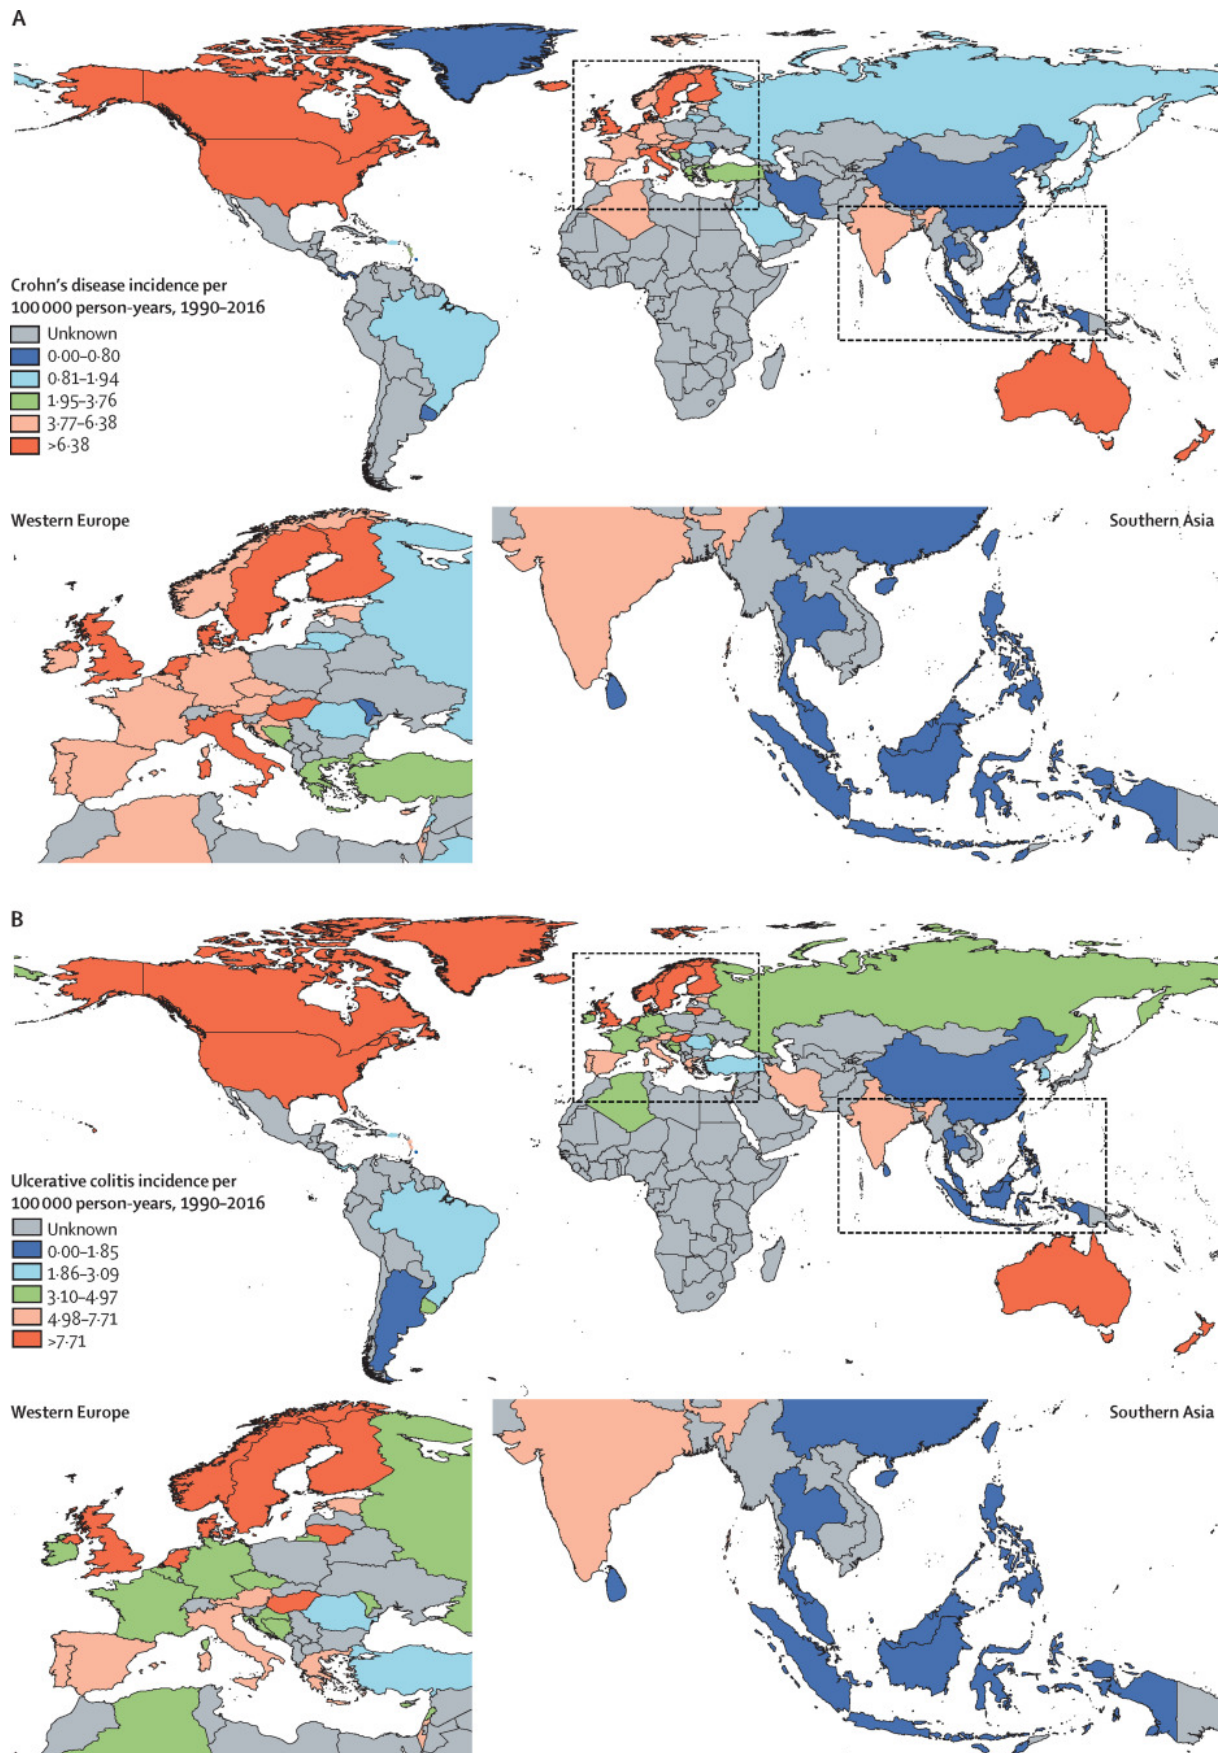 A
Crohn's disease incidence per
100 000 person-years, 1990–2016
Unknown
0·00–0·80
0·81–1·94
1·95–3·76
3·77–6·38
>6·38
Western Europe
Southern Asia
B
Ulcerative colitis incidence per
100 000 person-years, 1990–2016
Unknown
0·00–1·85
1·86–3·09
3·10–4·97
4·98–7·71
>7·71
Western Europe
Southern Asia